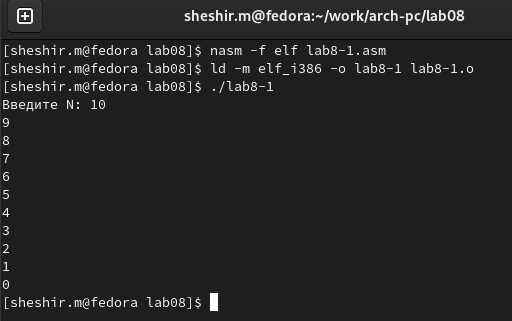 sheshir.m@fedora:~/work/arch-pc/lab08
[sheshir.m@fedora lab08]$ nasm -f elf lab8-1.asm
[sheshir.m@fedora lab08]$ ld -m elf_i386 -o lab8-1 lab8-1.o
[sheshir.m@fedora lab08]$ ./lab8-1
Введите N: 10
9
8
7
6
5
4
3
2
1
0
[sheshir.m@fedora lab08]$